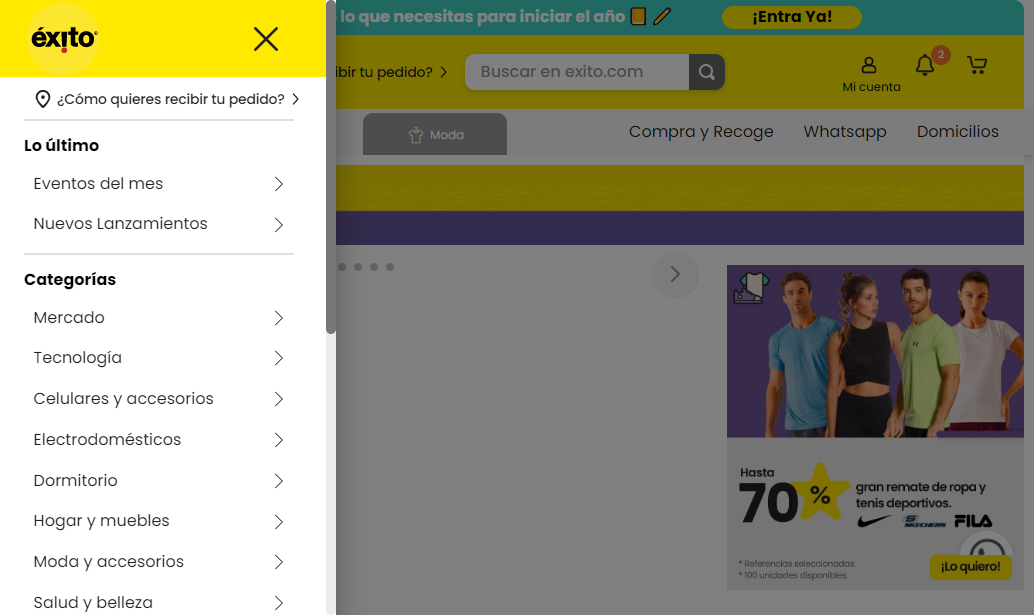 éxito
¿Cómo quieres recibir tu pedido?
Lo último
Eventos del mes
Nuevos Lanzamientos
Categorías
Mercado
Tecnología
Celulares y accesorios
Electrodomésticos
Dormitorio
Hogar y muebles
Moda y accesorios
Salud y belleza
lo que necesitas para iniciar el año
¡Entra Ya!
ibir tu pedido?
Buscar en exito.com
Mi cuenta
2
Moda
Compra y Recoge
Whatsapp
Domicilios
Hasta
70%
gran remate de ropa y
tenis deportivos.
SKECHERS
FILA
* Referencias seleccionadas.
* 100 unidades disponibles.
¡Lo quiero!